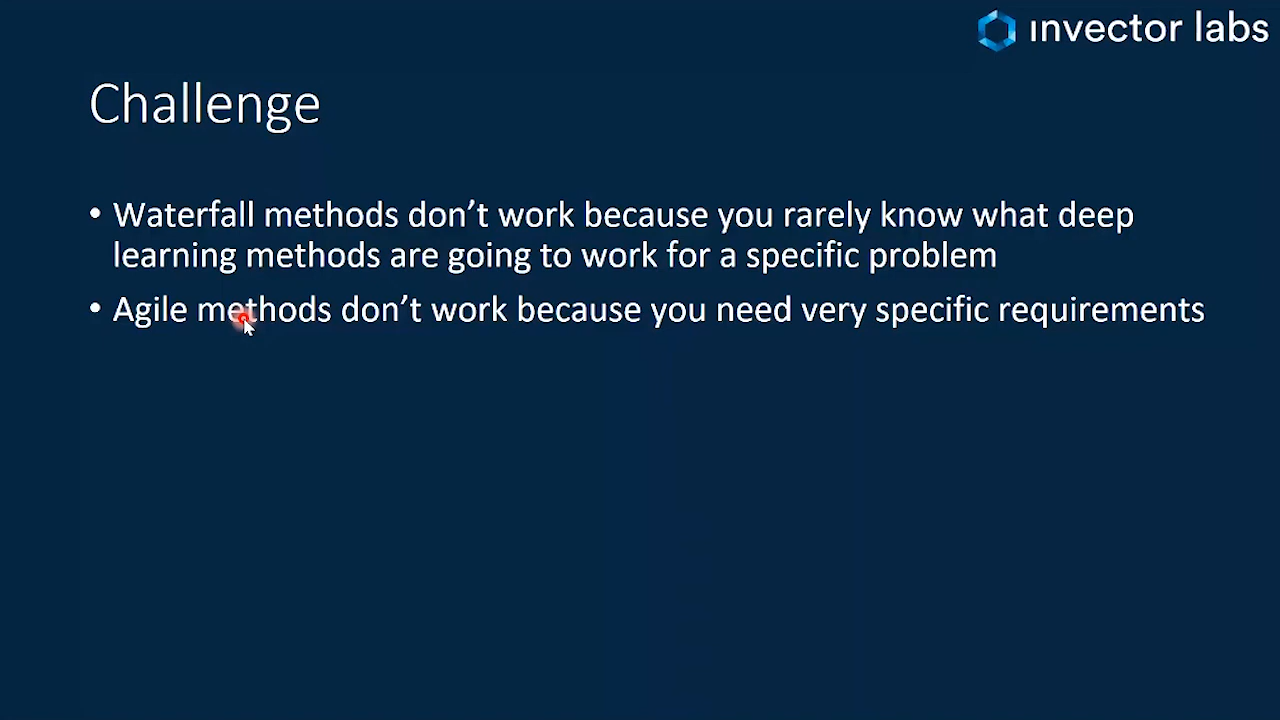 ınvector labs
Challenge
• Waterfall methods don’t work because you rarely know what deep
learning methods are going to work for a specific problem
• Agile methods don’t work because you need very specific requirements